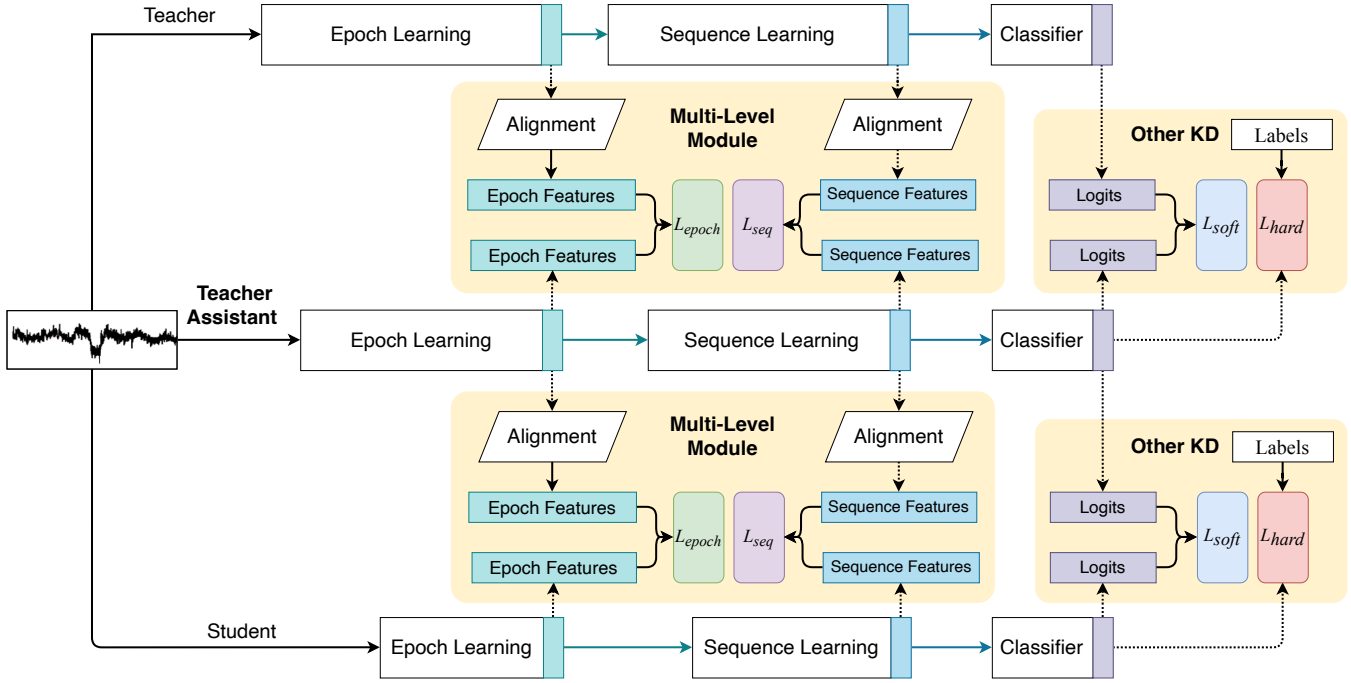 Teacher
Epoch Learning
Sequence Learning
Classifier
Alignment
Multi-Level
Module
Alignment
Other KD
Labels
Epoch Features
Sequence Features
Logits
L_epoch
L_seq
L_soft
L_hard
Epoch Features
Sequence Features
Logits
Teacher
Assistant
Epoch Learning
Sequence Learning
Classifier
Alignment
Multi-Level
Module
Alignment
Other KD
Labels
Epoch Features
Sequence Features
Logits
L_epoch
L_seq
L_soft
L_hard
Epoch Features
Sequence Features
Logits
Student
Epoch Learning
Sequence Learning
Classifier